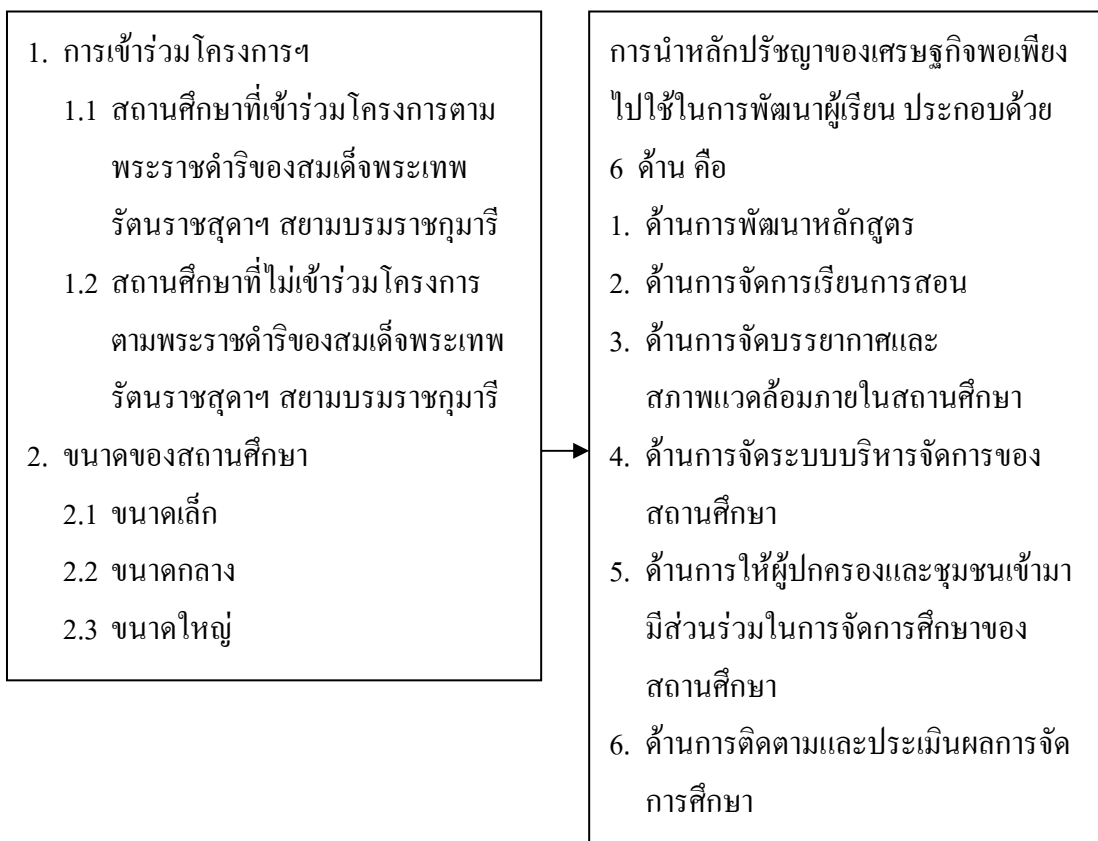 1. การเข้าร่วมโครงการฯ
1.1 สถานศึกษาที่เข้าร่วมโครงการตาม
พระราชดำริของสมเด็จพระเทพ
รัตนราชสุดาฯ สยามบรมราชกุมารี
1.2 สถานศึกษาที่ไม่เข้าร่วมโครงการ
ตามพระราชดำริของสมเด็จพระเทพ
รัตนราชสุดาฯ สยามบรมราชกุมารี
2. ขนาดของสถานศึกษา
2.1 ขนาดเล็ก
2.2 ขนาดกลาง
2.3 ขนาดใหญ่
การนำหลักปรัชญาของเศรษฐกิจพอเพียง
ไปใช้ในการพัฒนาผู้เรียน ประกอบด้วย
6 ด้าน คือ
1. ด้านการพัฒนาหลักสูตร
2. ด้านการจัดการเรียนการสอน
3. ด้านการจัดบรรยากาศและ
สภาพแวดล้อมภายในสถานศึกษา
4. ด้านการจัดระบบบริหารจัดการของ
สถานศึกษา
5. ด้านการให้ผู้ปกครองและชุมชนเข้ามา
มีส่วนร่วมในการจัดการศึกษาของ
สถานศึกษา
6. ด้านการติดตามและประเมินผลการจัด
การศึกษา